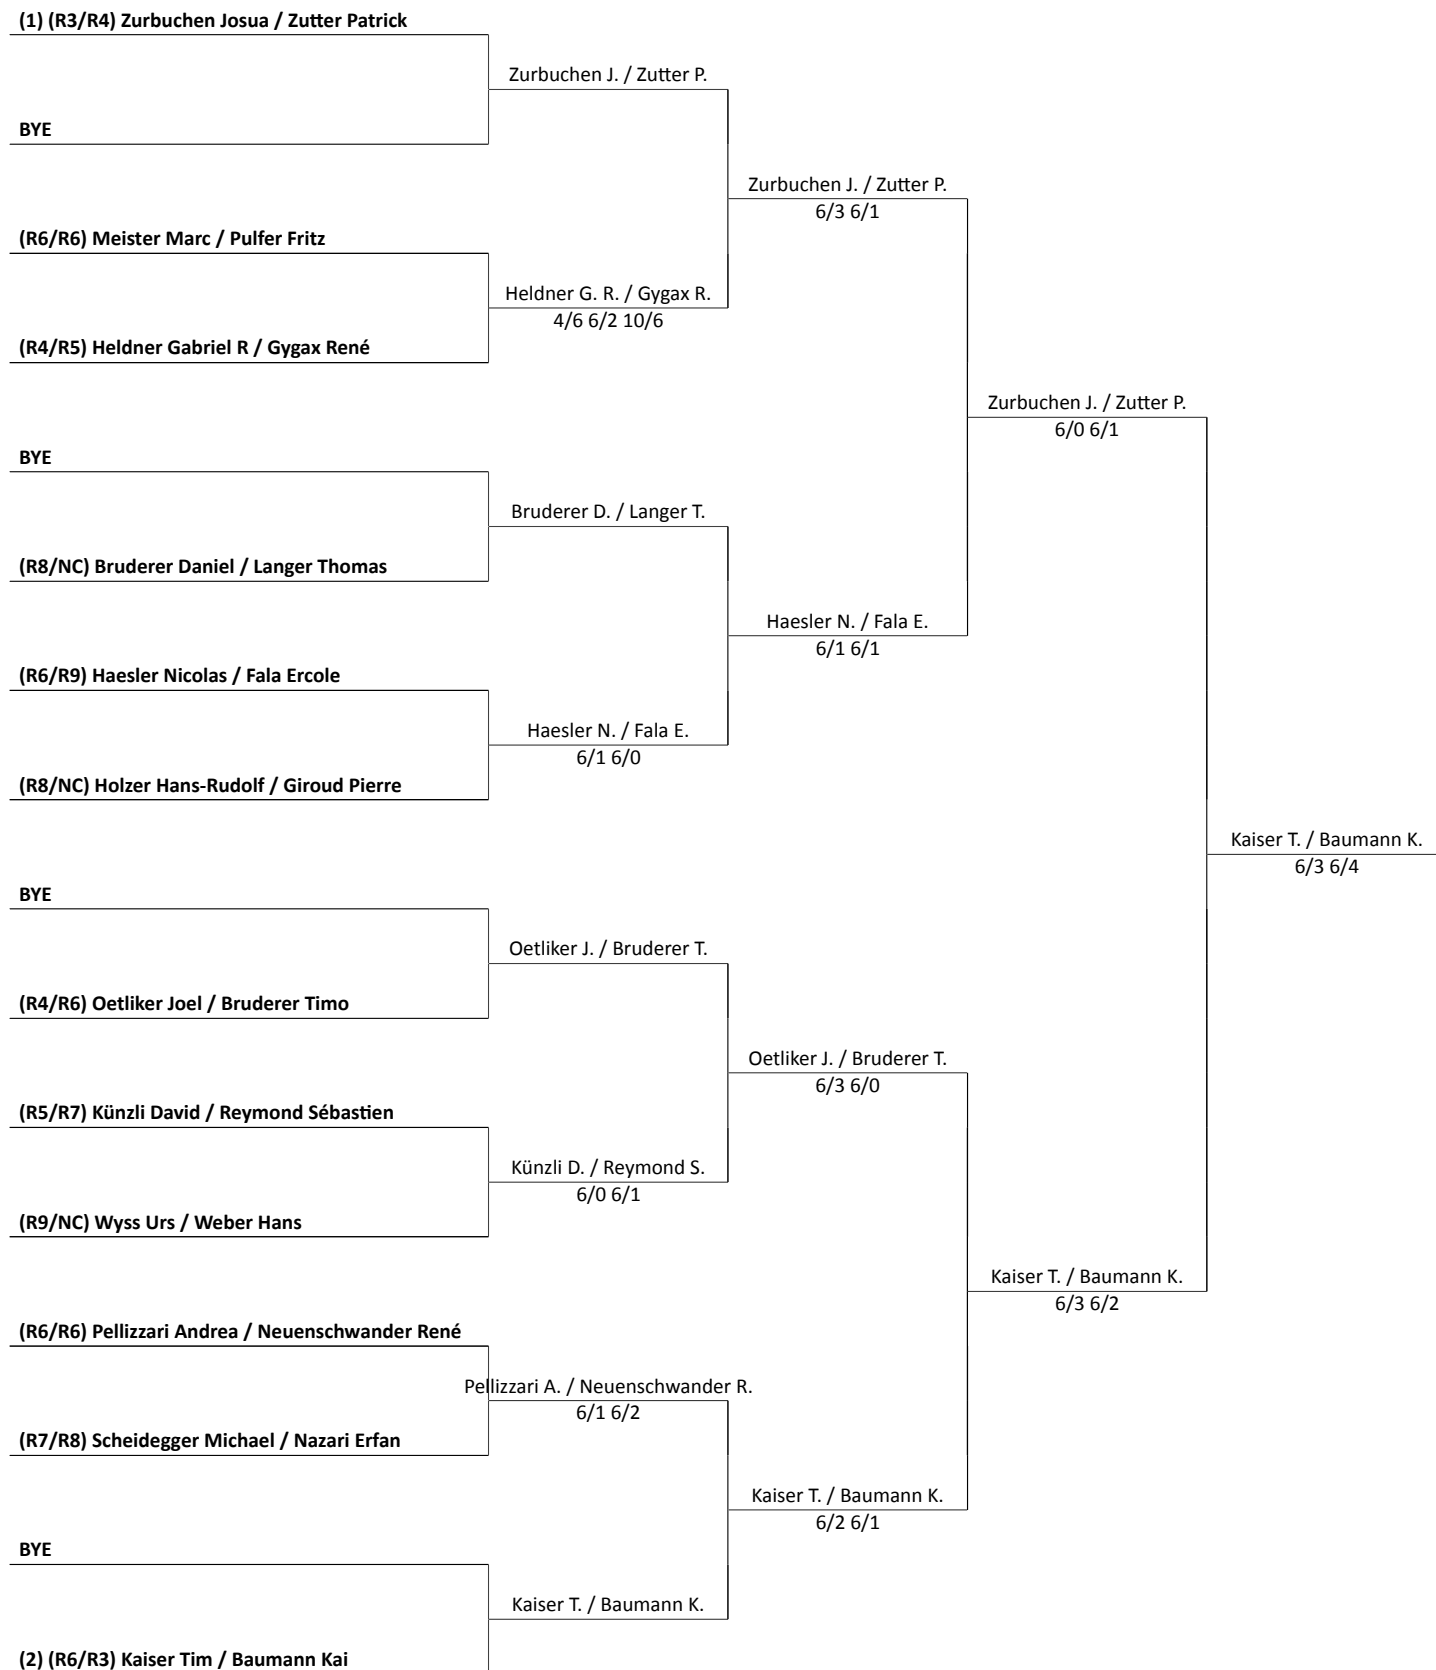 (1) (R3/R4) Zurbuchen Josua / Zutter Patrick
Zurbuchen J. / Zutter P.
BYE
Zurbuchen J. / Zutter P.
6/3 6/1
(R6/R6) Meister Marc / Pulfer Fritz
Heldner G. R. / Gygax R.
4/6 6/2 10/6
(R4/R5) Heldner Gabriel R / Gygax René
Zurbuchen J. / Zutter P.
6/0 6/1
BYE
Bruderer D. / Langer T.
(R8/NC) Bruderer Daniel / Langer Thomas
Haesler N. / Fala E.
6/1 6/1
(R6/R9) Haesler Nicolas / Fala Ercole
Haesler N. / Fala E.
6/1 6/0
(R8/NC) Holzer Hans-Rudolf / Giroud Pierre
Kaiser T. / Baumann K.
6/3 6/4
BYE
Oetliker J. / Bruderer T.
(R4/R6) Oetliker Joel / Bruderer Timo
Oetliker J. / Bruderer T.
6/3 6/0
(R5/R7) Künzli David / Reymond Sébastien
Künzli D. / Reymond S.
6/0 6/1
(R9/NC) Wyss Urs / Weber Hans
Kaiser T. / Baumann K.
6/3 6/2
(R6/R6) Pellizzari Andrea / Neuenschwander René
Pellizzari A. / Neuenschwander R.
6/1 6/2
(R7/R8) Scheidegger Michael / Nazari Erfan
Kaiser T. / Baumann K.
6/2 6/1
BYE
Kaiser T. / Baumann K.
(2) (R6/R3) Kaiser Tim / Baumann Kai